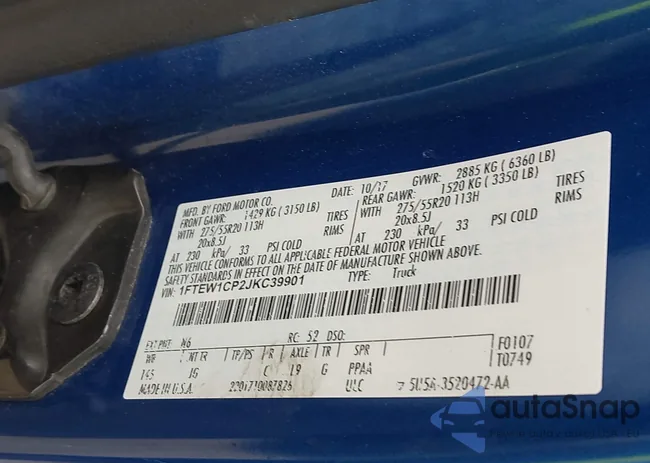 MFD. BY FORD MOTOR CO.
DATE: 10/17 GVWR: 2885 KG ( 6360 LB)
FRONT GAWR: 1429 KG ( 3150 LB) REAR GAWR: 1520 KG ( 3350 LB)
WITH 275/55R20 113H TIRES WITH 275/55R20 113H TIRES
20x8.5J RIMS 20x8.5J RIMS
AT 230 kPa/ 33 PSI COLD AT 230 kPa/ 33 PSI COLD
THIS VEHICLE CONFORMS TO ALL APPLICABLE FEDERAL MOTOR VEHICLE
SAFETY STANDARDS IN EFFECT ON THE DATE OF MANUFACTURE SHOWN ABOVE.
VIN: 1FTEW1CP2JKC39901 TYPE: Truck
EXT PNT: N6 RC: 52 DSO: F0107
WB INT TR TP/PS R AXLE TR SPR T0749
145 JG C L9 G PPAA
MADE IN U.S.A. ULC
5U5A-3520472-AA
autoSnap